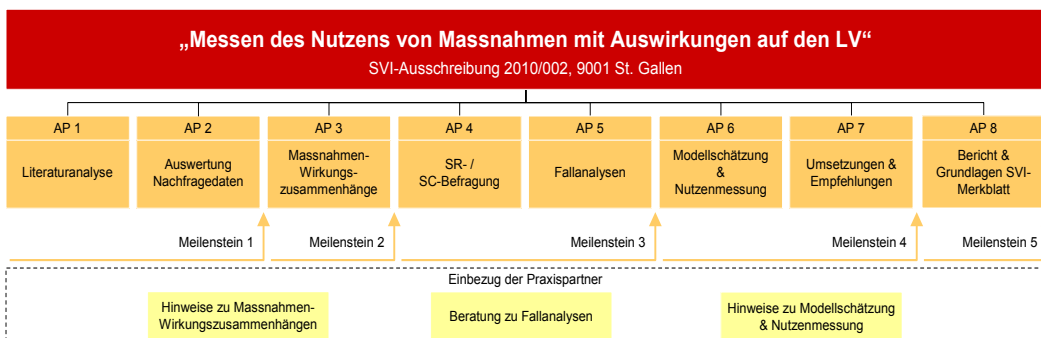 „Messen des Nutzens von Massnahmen mit Auswirkungen auf den LV“
SVI-Ausschreibung 2010/002, 9001 St. Gallen
AP 1
Literaturanalyse
AP 2
Auswertung
Nachfragedaten
AP 3
Massnahmen-
Wirkungs-
zusammenhänge
AP 4
SR- /
SC-Befragung
AP 5
Fallanalysen
AP 6
Modellschätzung
&
Nutzenmessung
AP 7
Umsetzungen &
Empfehlungen
AP 8
Bericht &
Grundlagen SVI-
Merkblatt
Meilenstein 1
Meilenstein 2
Meilenstein 3
Meilenstein 4
Meilenstein 5
Einbezug der Praxispartner
Hinweise zu Massnahmen-
Wirkungszusammenhängen
Beratung zu Fallanalysen
Hinweise zu Modellschätzung
& Nutzenmessung